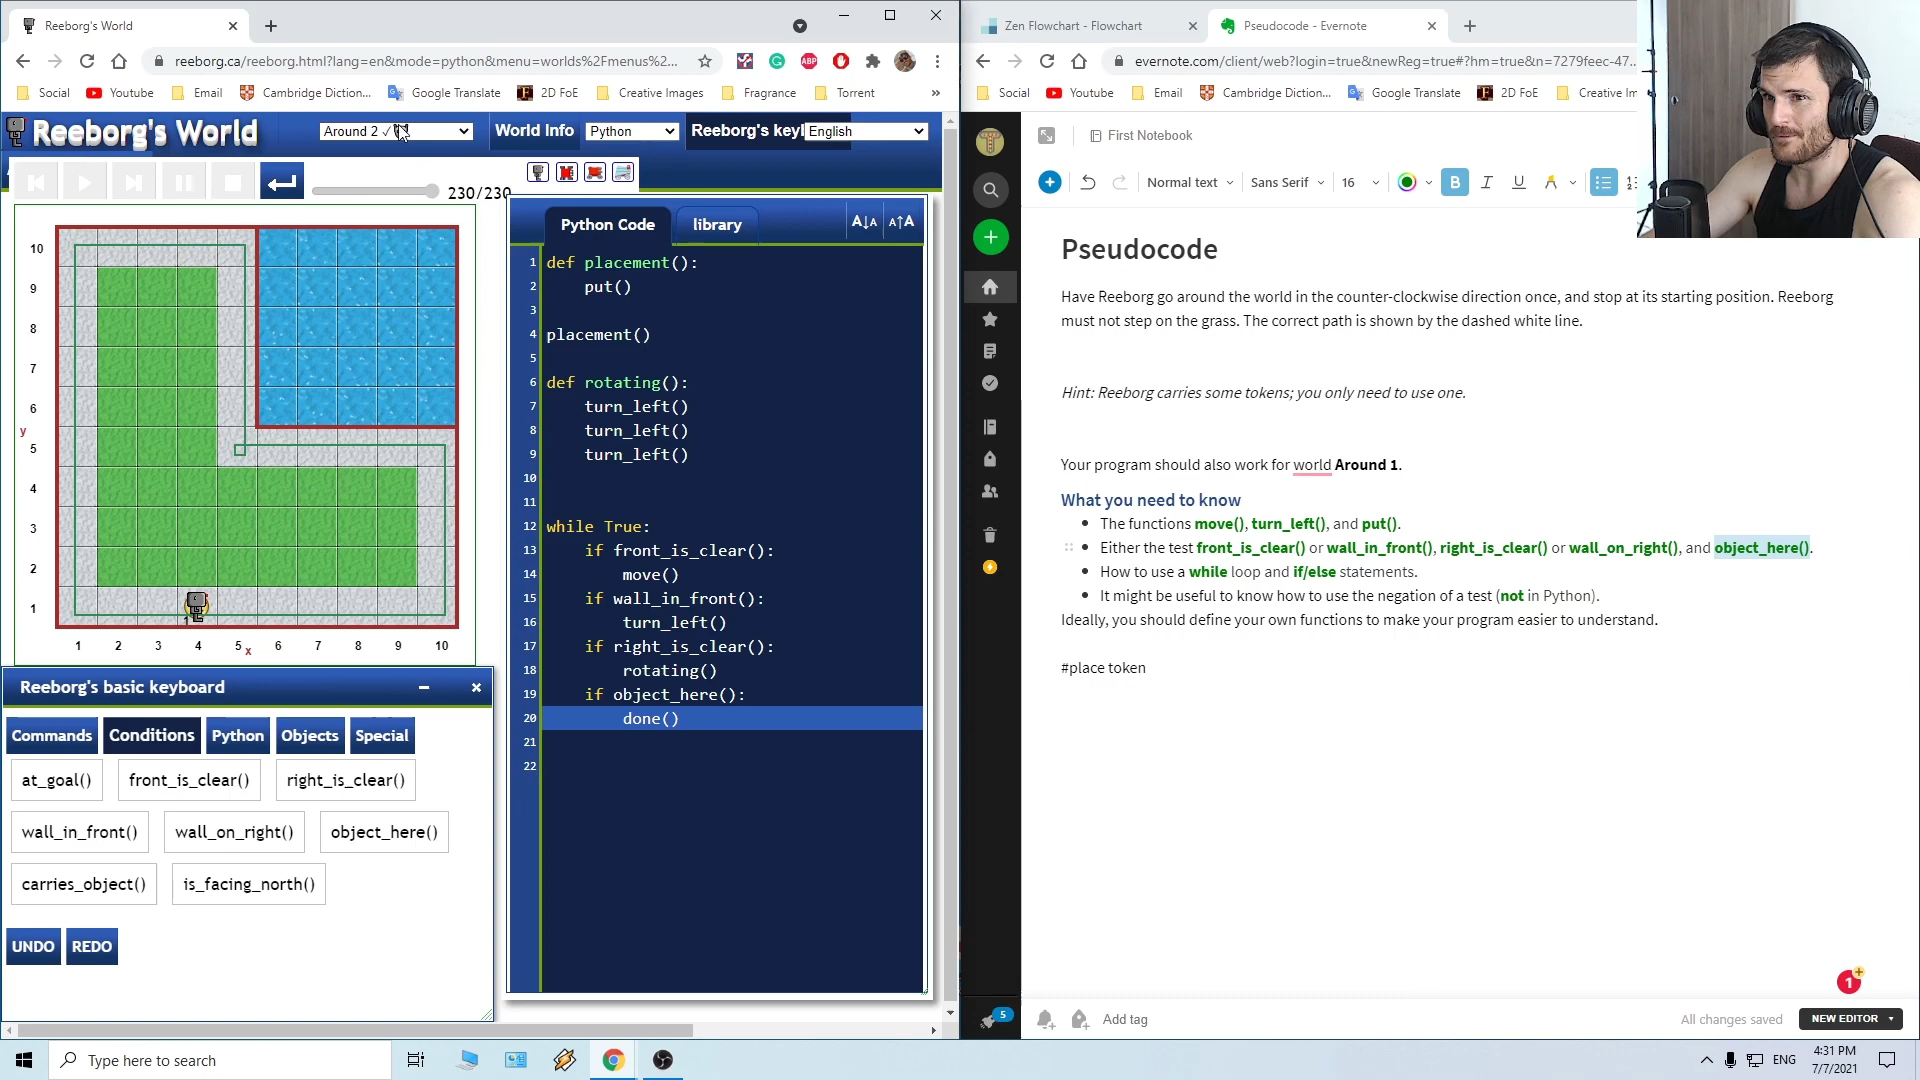 Reeborg's World
Zen Flowchart - Flowchart
Pseudocode - Evernote
reeborg.ca/reeborg.html?lang=en&mode=python&menu=worlds%2Fmenus%2...
evernote.com/client/web?login=true&newReg=true#?hm=true&n=7279feec-47...
Social
Youtube
Email
Cambridge Diction...
Google Translate
2D FoE
Creative Images
Fragrance
Torrent
»
Social
Youtube
Email
Cambridge Diction...
Google Translate
2D FoE
Creative Im
Reeborg's World
Around 2 ✓
World Info
Python
Reeborg's keyl
English
230/230
First Notebook
Normal text
Sans Serif
16
B
I
U
A
Python Code
library
A↓A
A↑A
10
9
8
7
6
y
5
4
3
2
1
1
1 2 3 4 5 x 6 7 8 9 10
1 def placement():
2 put()
3
4 placement()
5
6 def rotating():
7 turn_left()
8 turn_left()
9 turn_left()
10
11
12 while True:
13 if front_is_clear():
14 move()
15 if wall_in_front():
16 turn_left()
17 if right_is_clear():
18 rotating()
19 if object_here():
20 done()
21
22
Reeborg's basic keyboard
Commands
Conditions
Python
Objects
Special
at_goal()
front_is_clear()
right_is_clear()
wall_in_front()
wall_on_right()
object_here()
carries_object()
is_facing_north()
UNDO
REDO
Pseudocode
Have Reeborg go around the world in the counter-clockwise direction once, and stop at its starting position. Reeborg
must not step on the grass. The correct path is shown by the dashed white line.
Hint: Reeborg carries some tokens; you only need to use one.
Your program should also work for world Around 1.
What you need to know
• The functions move(), turn_left(), and put().
• Either the test front_is_clear() or wall_in_front(), right_is_clear() or wall_on_right(), and object_here().
• How to use a while loop and if/else statements.
• It might be useful to know how to use the negation of a test (not in Python).
Ideally, you should define your own functions to make your program easier to understand.
#place token
1
5
Add tag
All changes saved
NEW EDITOR
Type here to search
ENG
4:31 PM
7/7/2021